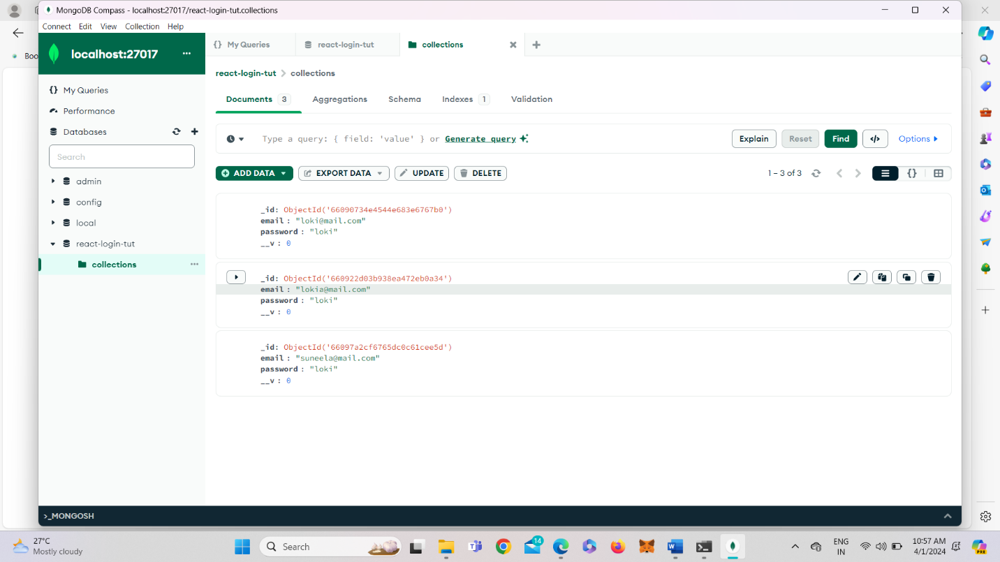 MongoDB Compass - localhost:27017/react-login-tut.collections
Connect Edit View Collection Help
Boo
localhost:27017
My Queries
Performance
Databases
Search
admin
config
local
react-login-tut
collections
{} My Queries
react-login-tut
collections
react-login-tut > collections
Documents 3 Aggregations Schema Indexes 1 Validation
Type a query: { field: 'value' } or Generate query
Explain Reset Find </> Options
ADD DATA EXPORT DATA UPDATE DELETE
1 – 3 of 3
{}
_id: ObjectId('66090734e4544e683e6767b0')
email : "loki@mail.com"
password : "loki"
__v : 0
_id: ObjectId('660922d03b938ea472eb0a34')
email : "lokia@mail.com"
password : "loki"
__v : 0
_id: ObjectId('66097a2cf6765dc0c61cee5d')
email : "suneela@mail.com"
password : "loki"
__v : 0
>_MONGOSH
27°C
Mostly cloudy
Search
14
ENG
IN
10:57 AM
4/1/2024
PRE